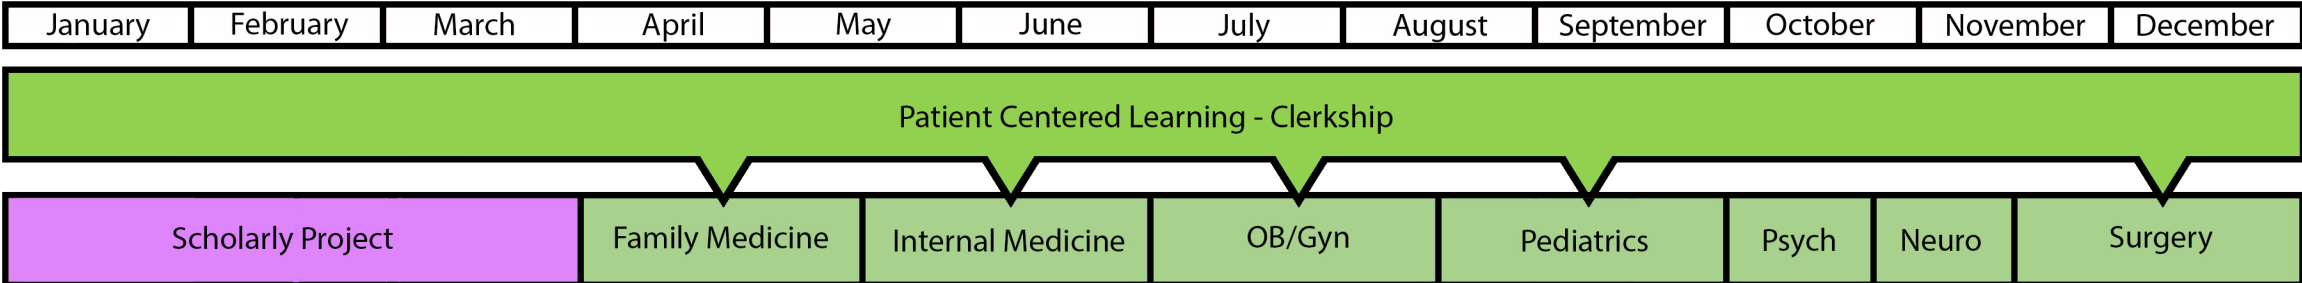 January February March April May June July August September October November December
Patient Centered Learning - Clerkship
Scholarly Project Family Medicine Internal Medicine OB/Gyn Pediatrics Psych Neuro Surgery